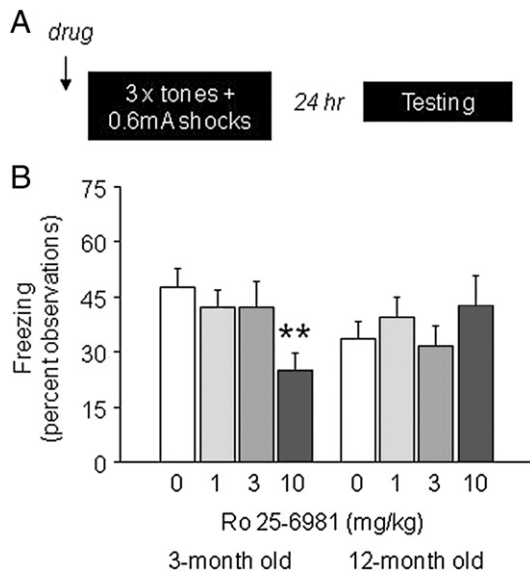 A
drug
3 x tones +
0.6mA shocks
24 hr
Testing
B
Freezing
(percent observations)
75
60
45
30
15
0
**
0 1 3 10 0 1 3 10
Ro 25-6981 (mg/kg)
3-month old 12-month old